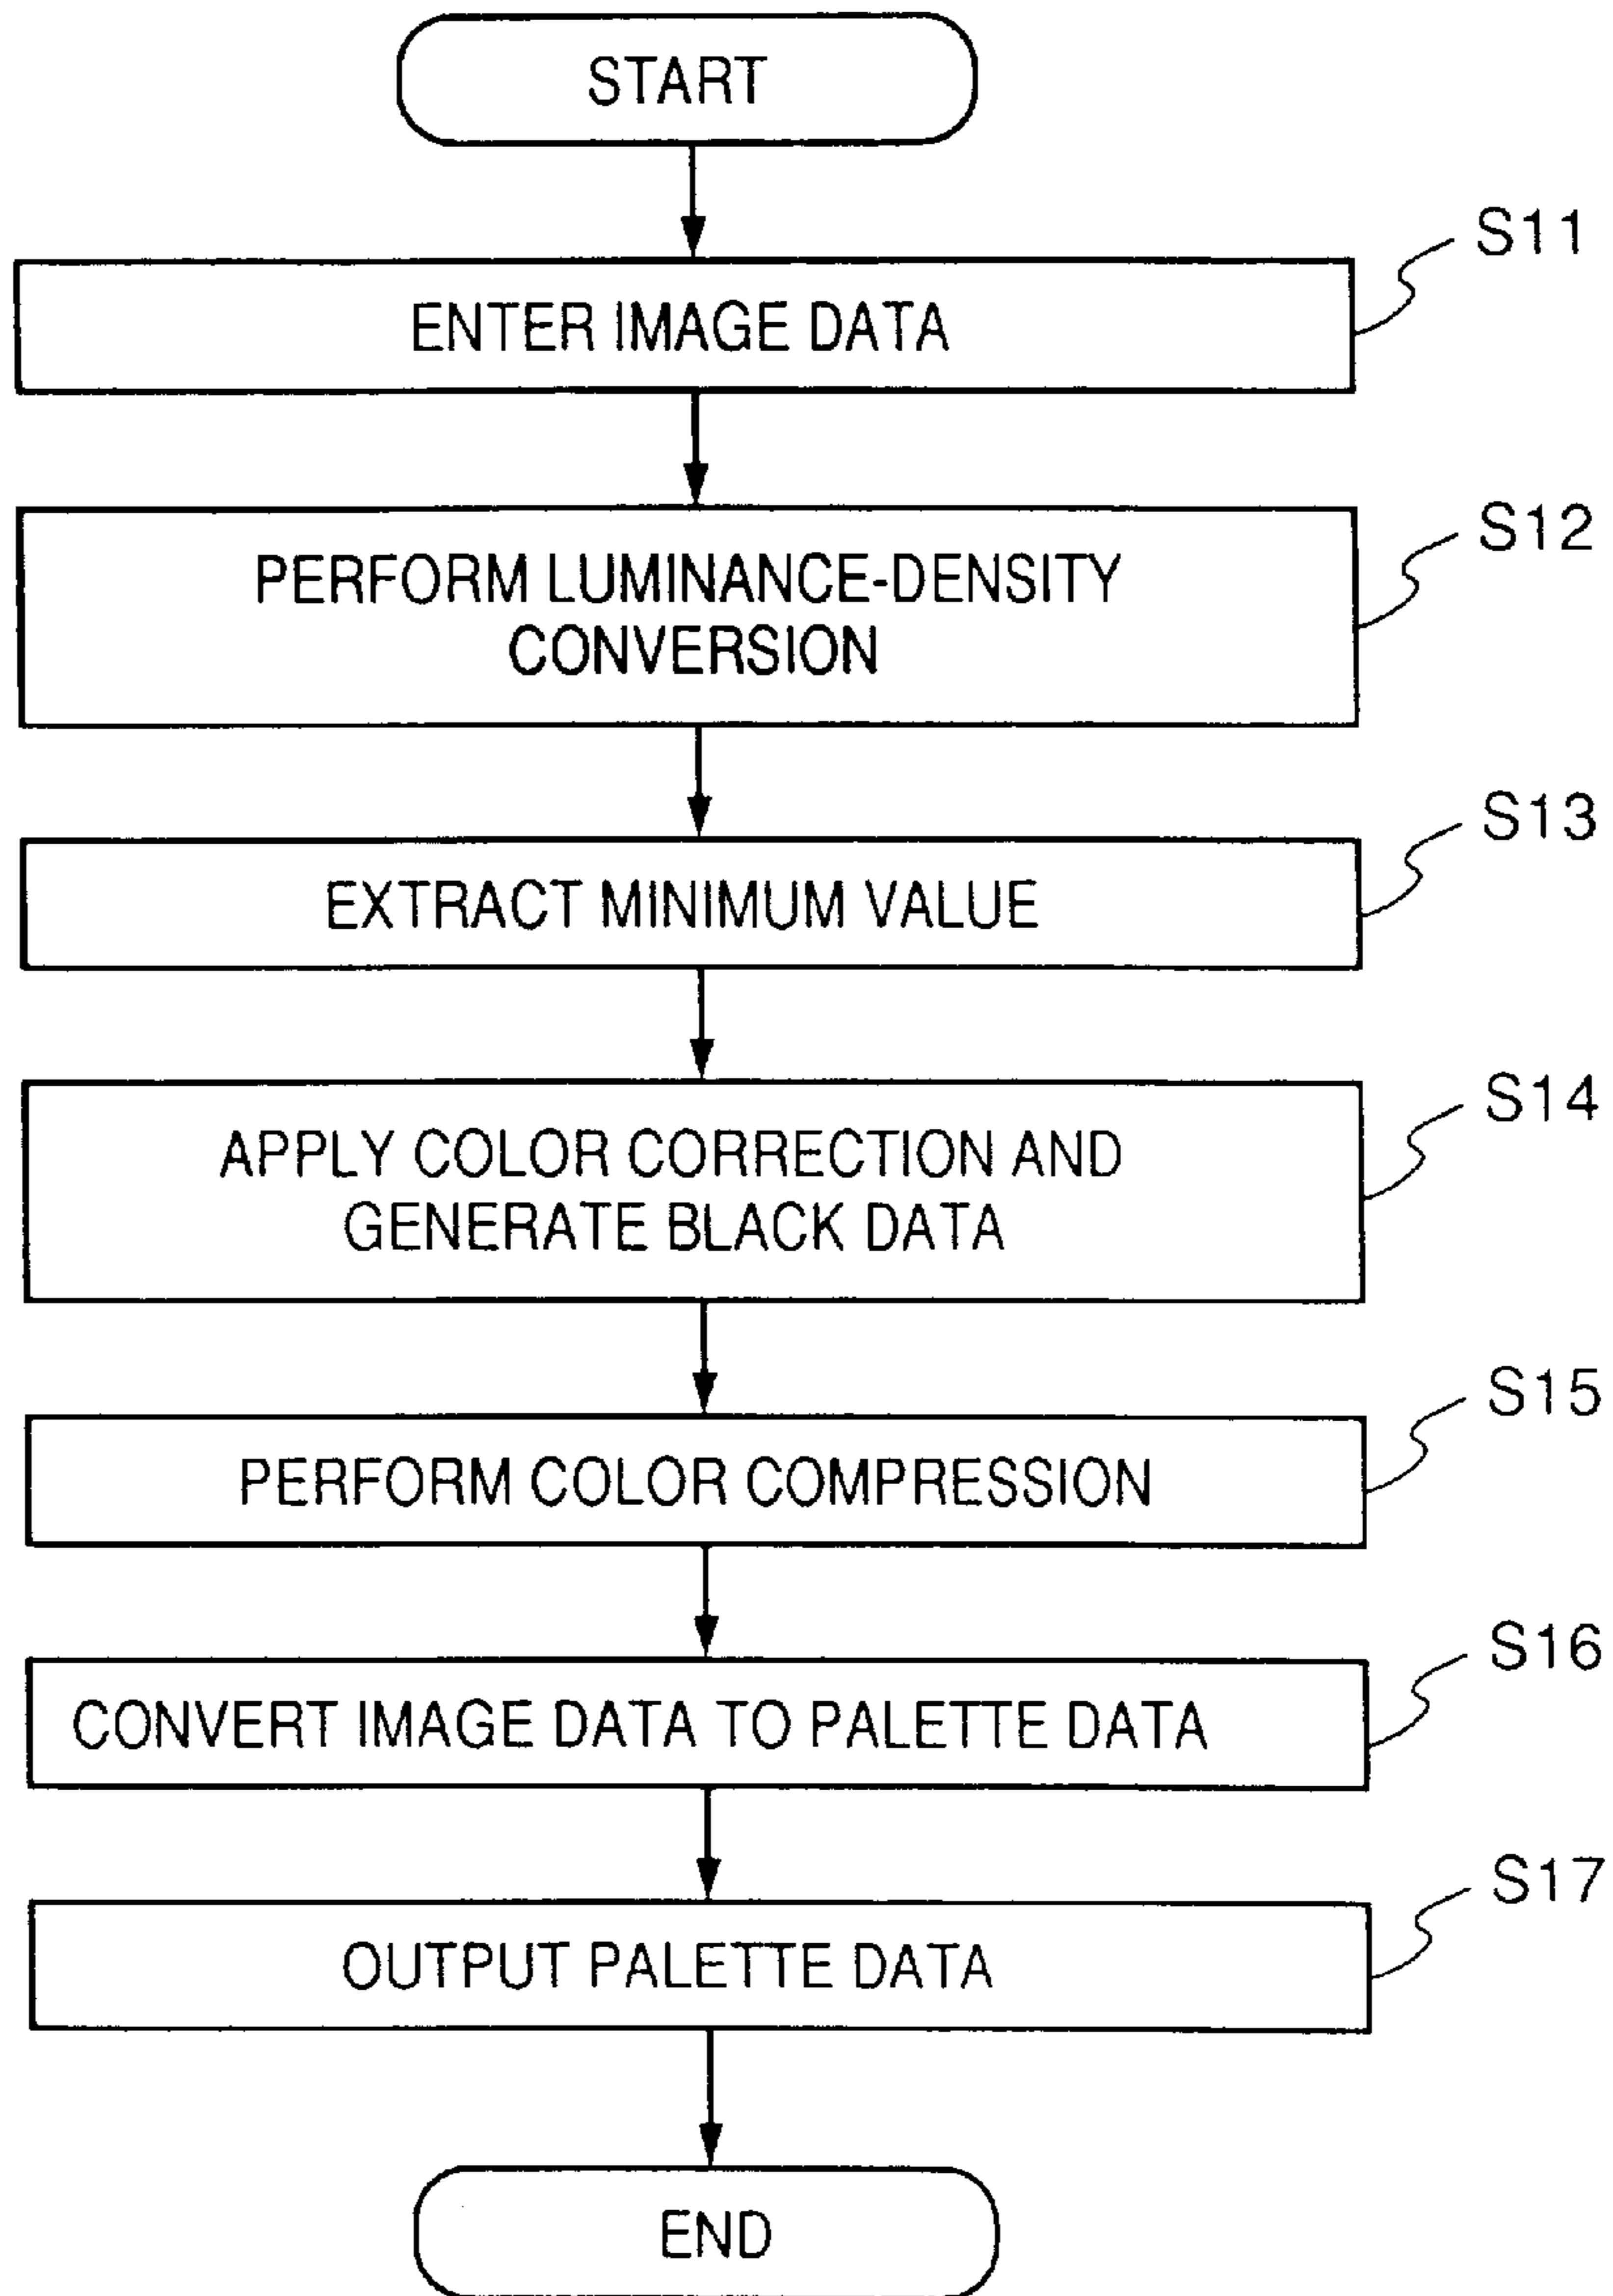 START
S11
ENTER IMAGE DATA
S12
PERFORM LUMINANCE-DENSITY
CONVERSION
S13
EXTRACT MINIMUM VALUE
S14
APPLY COLOR CORRECTION AND
GENERATE BLACK DATA
S15
PERFORM COLOR COMPRESSION
S16
CONVERT IMAGE DATA TO PALETTE DATA
S17
OUTPUT PALETTE DATA
END